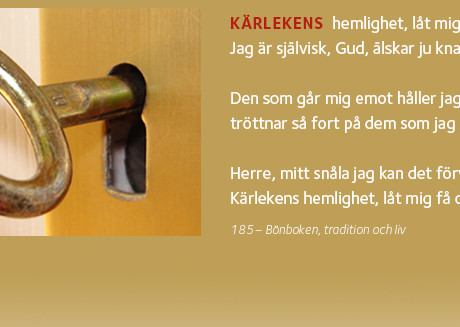 KÄRLEKENS hemlighet, låt mig
Jag är självisk, Gud, älskar ju kna
Den som går mig emot håller jag
tröttnar så fort på dem som jag
Herre, mitt snåla jag kan det förv
Kärlekens hemlighet, låt mig få
185 – Bönboken, tradition och liv